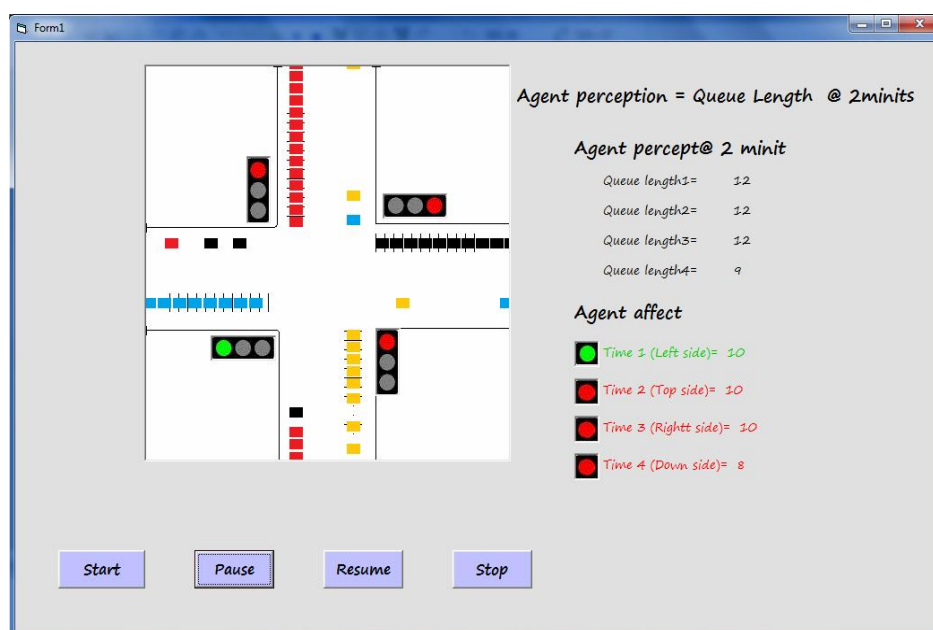 Form1
Agent perception = Queue Length @ 2minits
Agent percept@ 2 minit
Queue length1= 12
Queue length2= 12
Queue length3= 12
Queue length4= 9
Agent affect
Time 1 (Left side)= 10
Time 2 (Top side)= 10
Time 3 (Rightt side)= 10
Time 4 (Down side)= 8
Start Pause Resume Stop